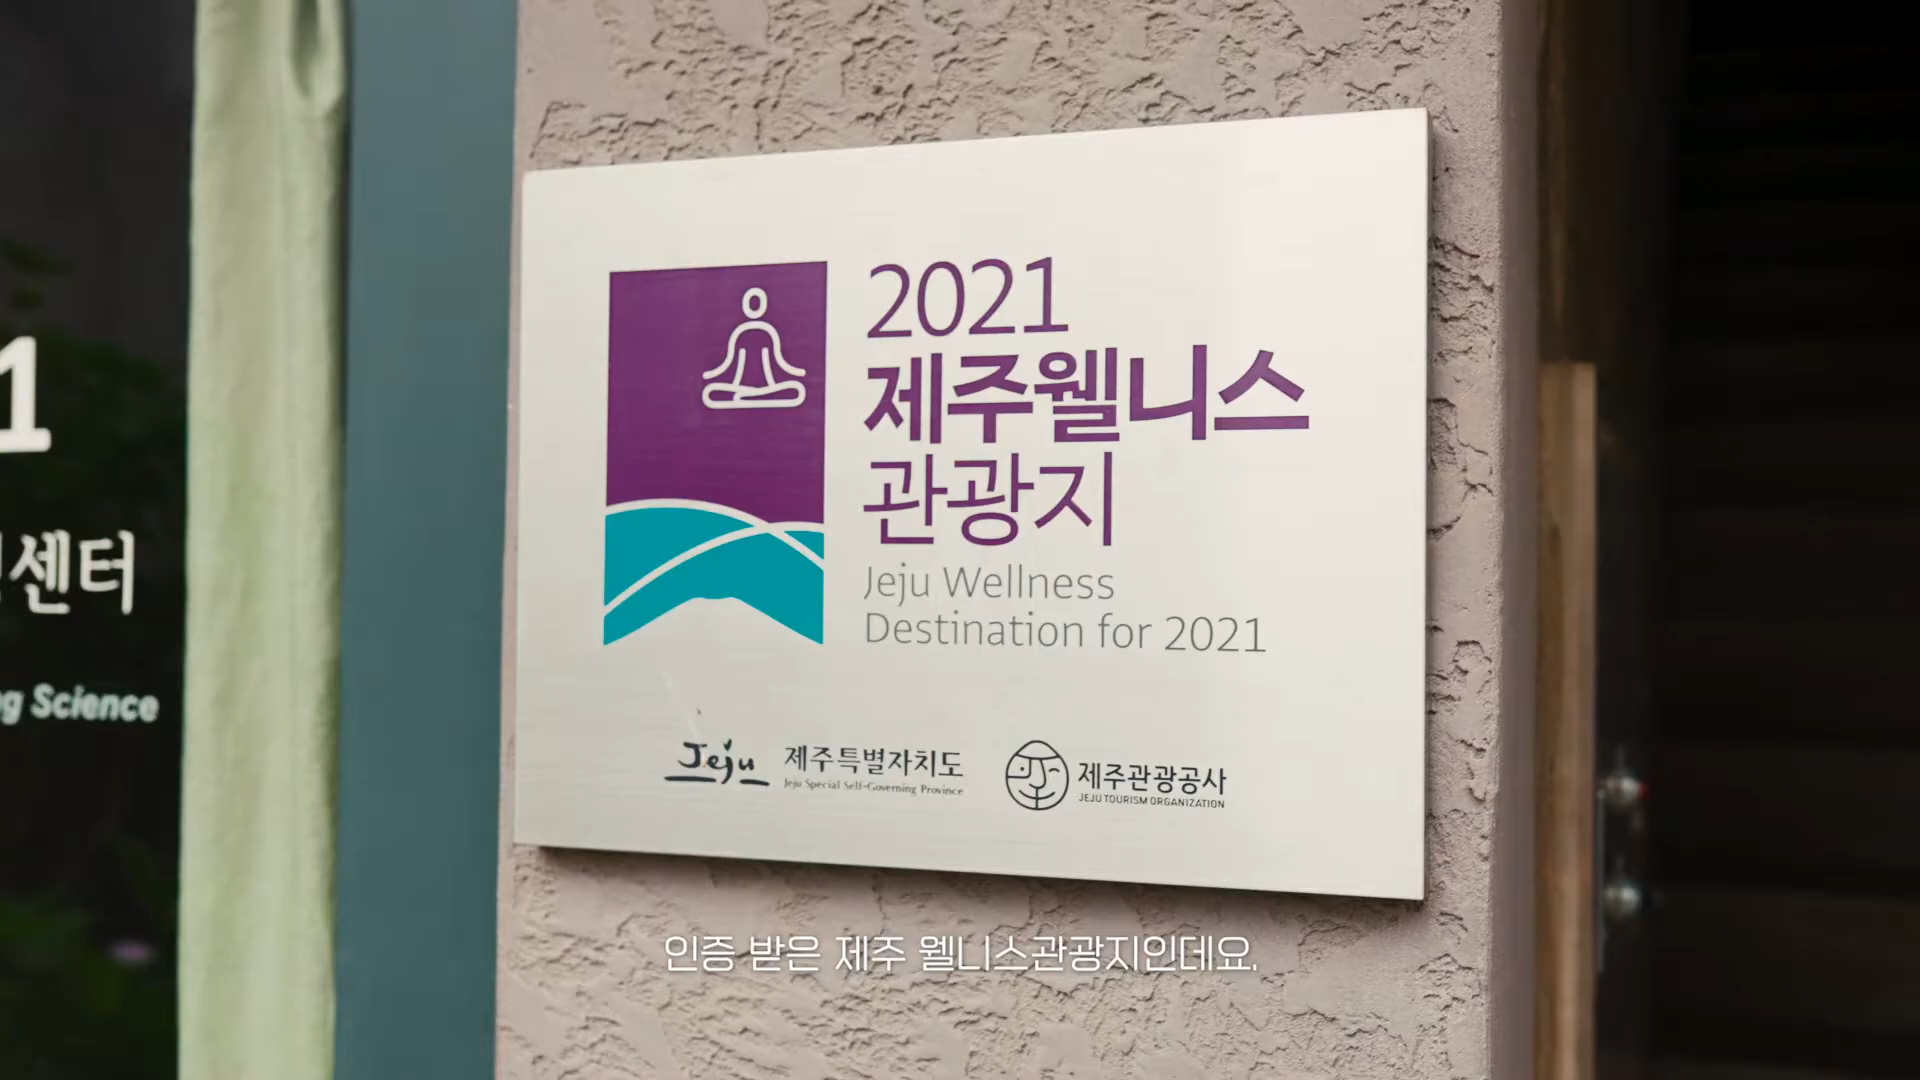 1
센터
Science
2021
제주웰니스
관광지
Jeju Wellness
Destination for 2021
Jeju
제주특별자치도
Jeju Special Self-Governing Province
제주관광공사
JEJU TOURISM ORGANIZATION
인증 받은 제주 웰니스관광지인데요.